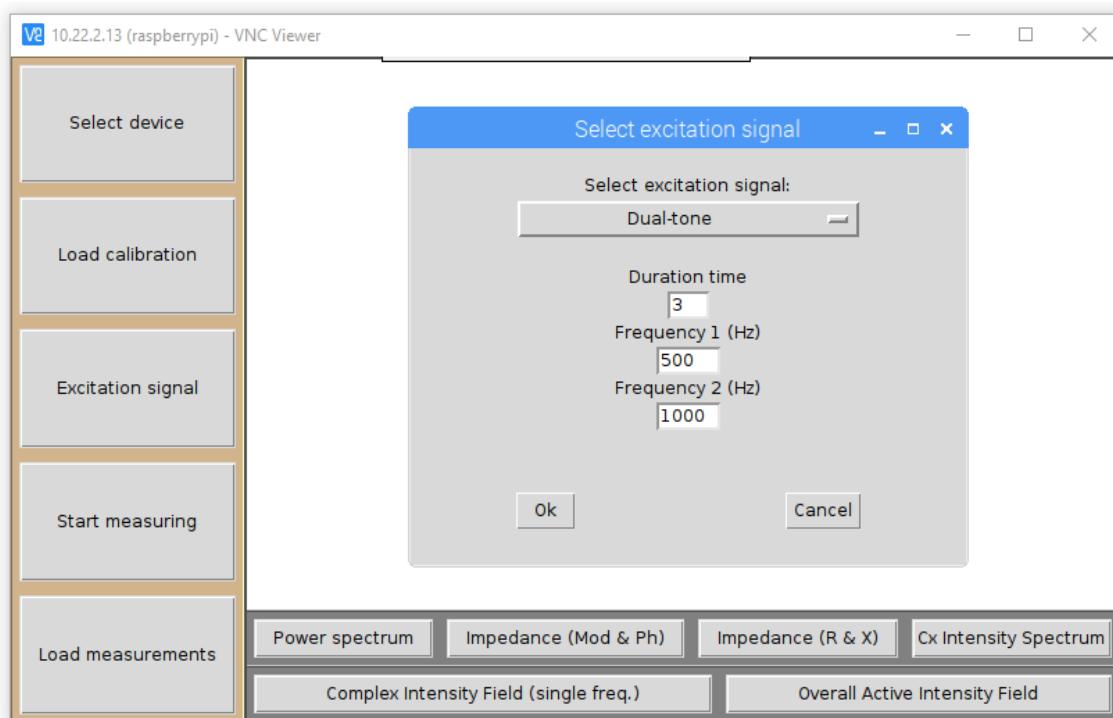 10.22.2.13 (raspberrypi) - VNC Viewer
Select device
Load calibration
Excitation signal
Start measuring
Load measurements
Select excitation signal
Select excitation signal:
Dual-tone
Duration time
3
Frequency 1 (Hz)
500
Frequency 2 (Hz)
1000
Ok Cancel
Power spectrum Impedance (Mod & Ph) Impedance (R & X) Cx Intensity Spectrum
Complex Intensity Field (single freq.) Overall Active Intensity Field